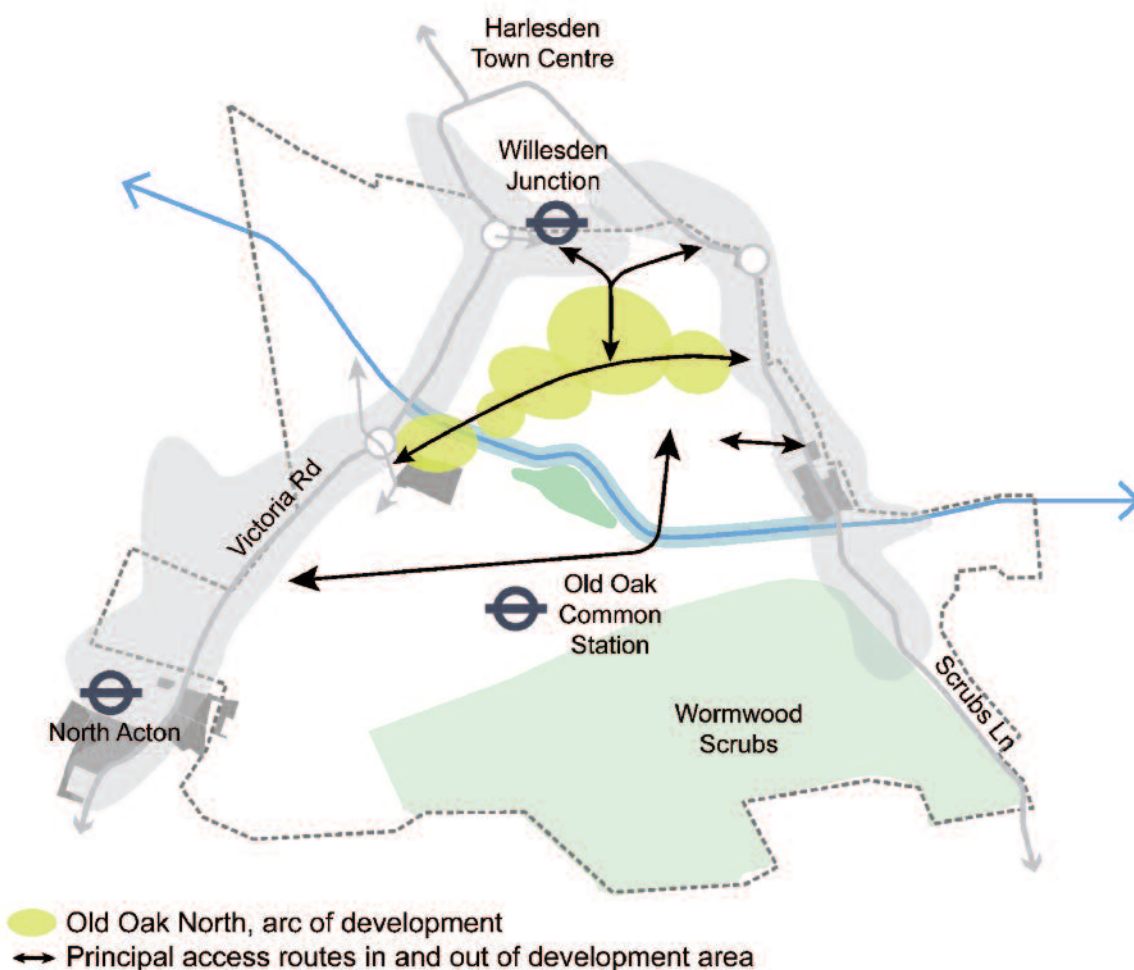 Harlesden
Town Centre
Willesden
Junction
Victoria Rd
Old Oak
Common
Station
North Acton
Wormwood
Scrubs
Scrubs Ln
Old Oak North, arc of development
Principal access routes in and out of development area